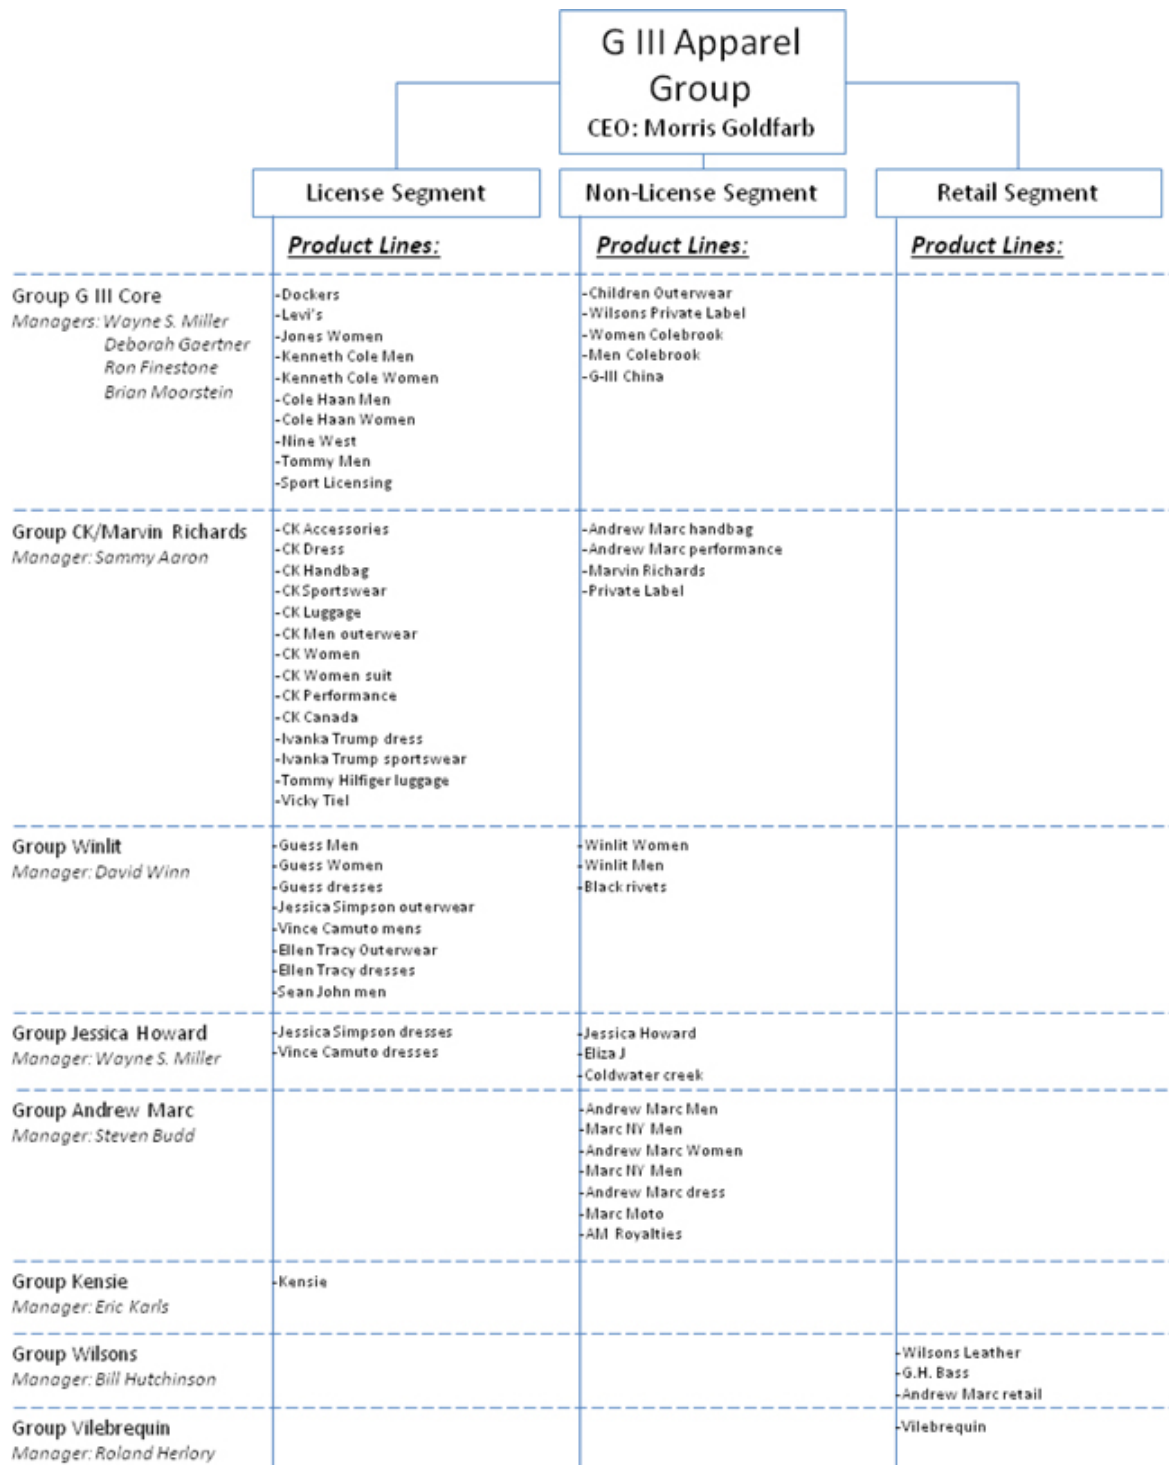 G III Apparel
Group
CEO: Morris Goldfarb
License Segment
Non-License Segment
Retail Segment
Product Lines:
Product Lines:
Product Lines:
Group G III Core
Managers: Wayne S. Miller
Deborah Gaertner
Ron Finestone
Brian Moorstein
-Dockers
-Levi's
-Jones Women
-Kenneth Cole Men
-Kenneth Cole Women
-Cole Haan Men
-Cole Haan Women
-Nine West
-Tommy Men
-Sport Licensing
-Children Outerwear
-Wilsons Private Label
-Women Colebrook
-Men Colebrook
-G-III China
Group CK/Marvin Richards
Manager: Sammy Aaron
-CK Accessories
-CK Dress
-CK Handbag
-CK Sportswear
-CK Luggage
-CK Men outerwear
-CK Women
-CK Women suit
-CK Performance
-CK Canada
-Ivanka Trump dress
-Ivanka Trump sportswear
-Tommy Hilfiger luggage
-Vicky Tiel
-Andrew Marc handbag
-Andrew Marc performance
-Marvin Richards
-Private Label
Group Winlit
Manager: David Winn
-Guess Men
-Guess Women
-Guess dresses
-Jessica Simpson outerwear
-Vince Camuto mens
-Ellen Tracy Outerwear
-Ellen Tracy dresses
-Sean John men
-Winlit Women
-Winlit Men
-Black rivets
Group Jessica Howard
Manager: Wayne S. Miller
-Jessica Simpson dresses
-Vince Camuto dresses
-Jessica Howard
-Eliza J
-Coldwater creek
Group Andrew Marc
Manager: Steven Budd
-Andrew Marc Men
-Marc NY Men
-Andrew Marc Women
-Marc NY Men
-Andrew Marc dress
-Marc Moto
-AM Royalties
Group Kensie
Manager: Eric Karls
-Kensie
Group Wilsons
Manager: Bill Hutchinson
-Wilsons Leather
-G.H. Bass
-Andrew Marc retail
Group Vilebrequin
Manager: Roland Herlory
-Vilebrequin